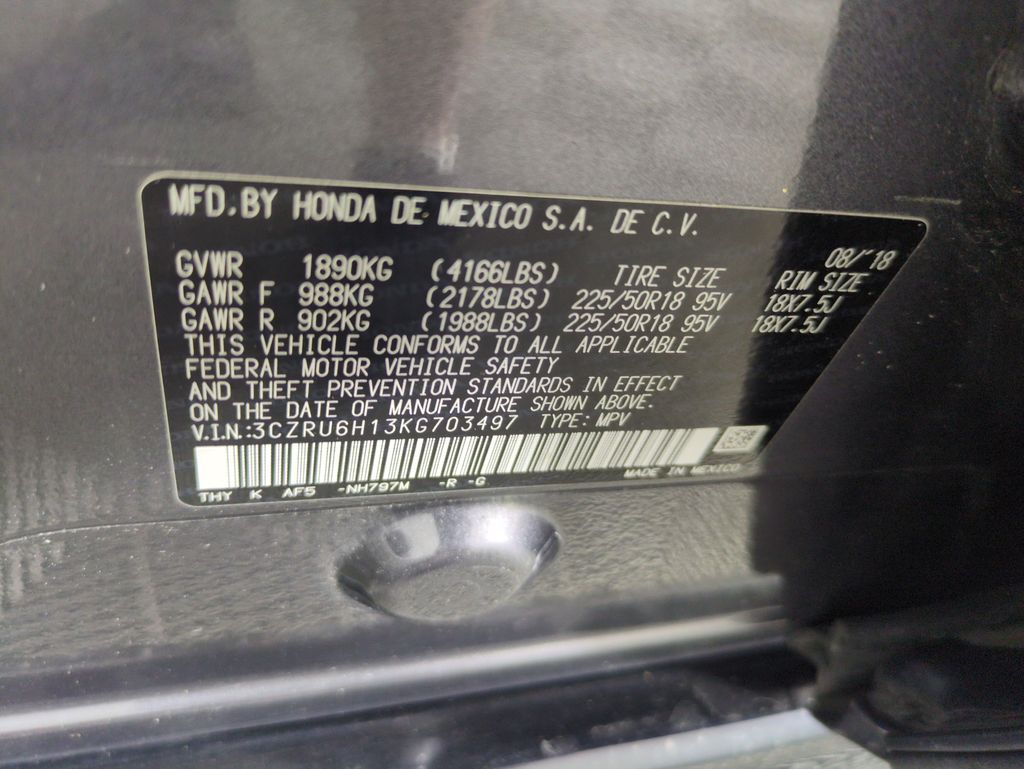 MFD. BY HONDA DE MEXICO S.A. DE C.V.
08/'18
GVWR 1890KG (4166LBS) TIRE SIZE RIM SIZE
GAWR F 988KG (2178LBS) 225/50R18 95V 18X7.5J
GAWR R 902KG (1988LBS) 225/50R18 95V 18X7.5J
THIS VEHICLE CONFORMS TO ALL APPLICABLE
FEDERAL MOTOR VEHICLE SAFETY
AND THEFT PREVENTION STANDARDS IN EFFECT
ON THE DATE OF MANUFACTURE SHOWN ABOVE.
V.I.N.:3CZRU6H13KG703497 TYPE: MPV
MADE IN MEXICO
THY K AF5 -NH797M -R -G